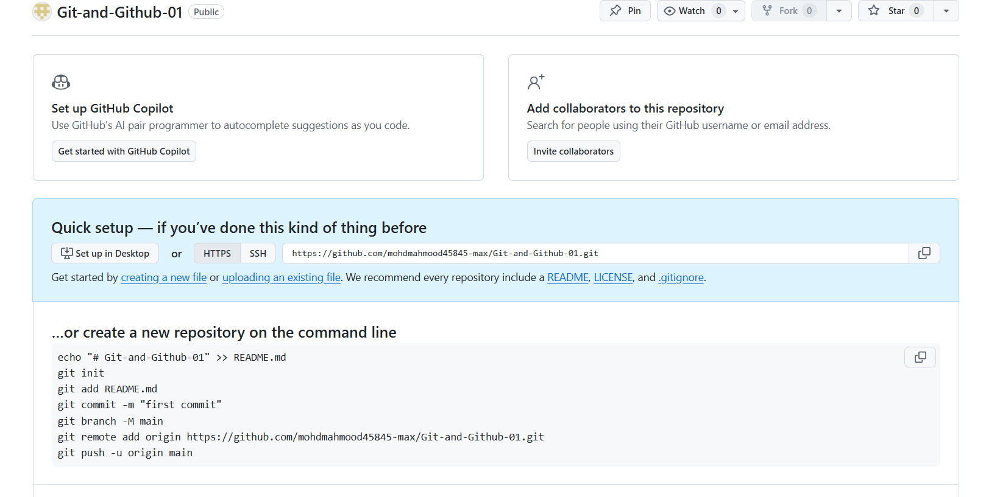 Git-and-Github-01 Public
Pin
Watch 0
Fork 0
Star 0
Set up GitHub Copilot
Use GitHub's AI pair programmer to autocomplete suggestions as you code.
Get started with GitHub Copilot
Add collaborators to this repository
Search for people using their GitHub username or email address.
Invite collaborators
Quick setup — if you’ve done this kind of thing before
Set up in Desktop or HTTPS SSH https://github.com/mohdmahmood45845-max/Git-and-Github-01.git
Get started by creating a new file or uploading an existing file. We recommend every repository include a README, LICENSE, and .gitignore.
…or create a new repository on the command line
echo "# Git-and-Github-01" >> README.md
git init
git add README.md
git commit -m "first commit"
git branch -M main
git remote add origin https://github.com/mohdmahmood45845-max/Git-and-Github-01.git
git push -u origin main